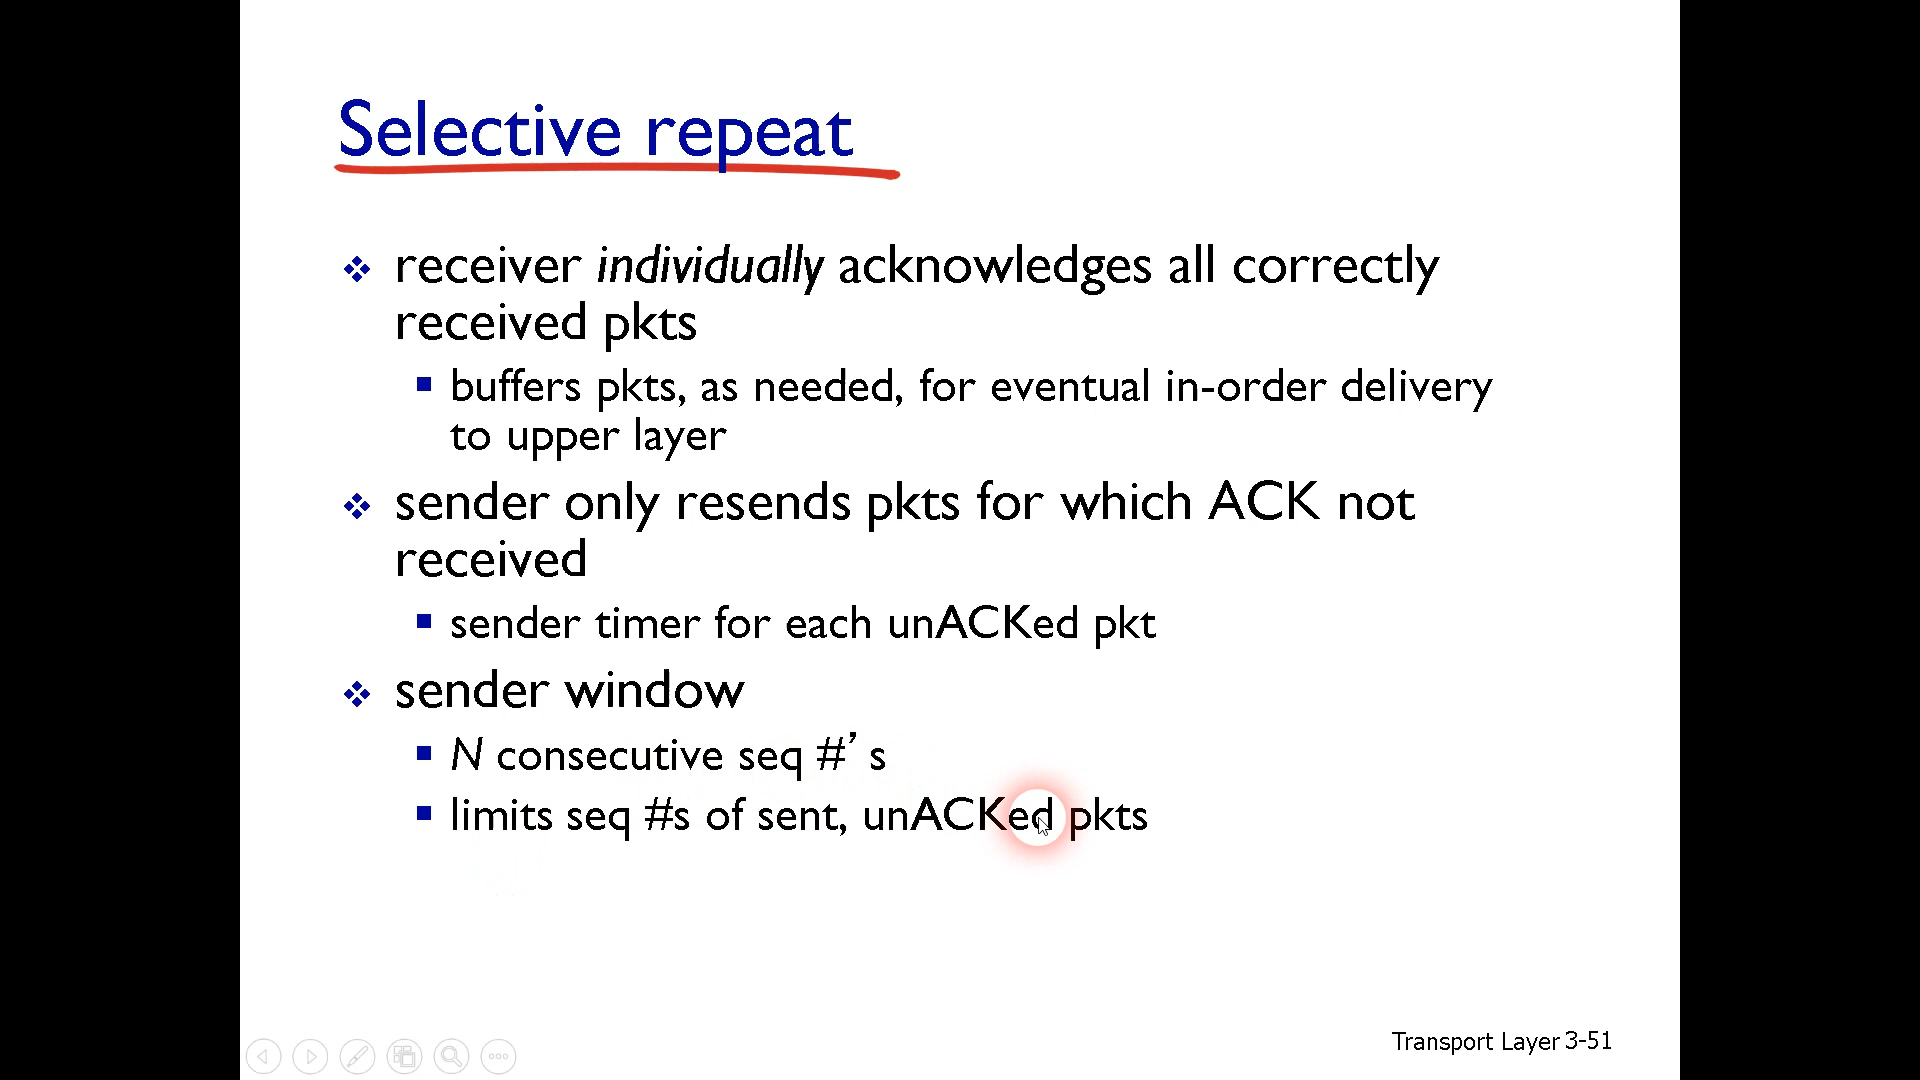 Selective repeat
receiver individually acknowledges all correctly
received pkts
buffers pkts, as needed, for eventual in-order delivery
to upper layer
sender only resends pkts for which ACK not
received
sender timer for each unACKed pkt
sender window
N consecutive seq #’ s
limits seq #s of sent, unACKed pkts
Transport Layer 3-51